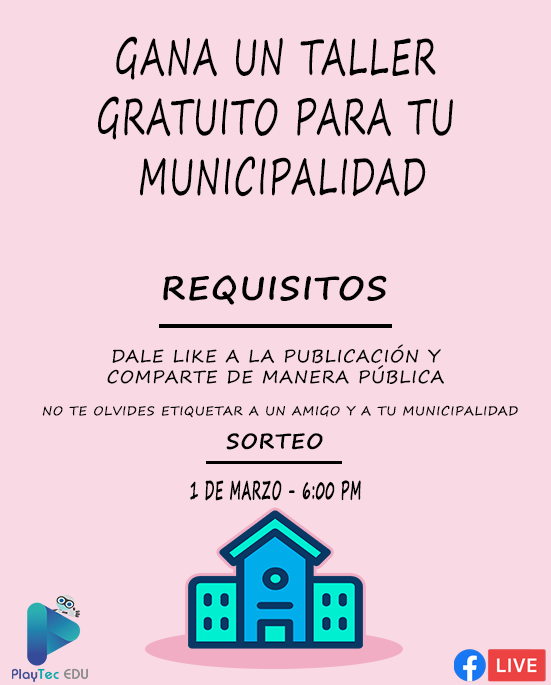 GANA UN TALLER
GRATUITO PARA TU
MUNICIPALIDAD
REQUISITOS
DALE LIKE A LA PUBLICACIÓN Y
COMPARTE DE MANERA PÚBLICA
NO TE OLVIDES ETIQUETAR A UN AMIGO Y A TU MUNICIPALIDAD
SORTEO
1 DE MARZO - 6:00 PM
PlayTec EDU
LIVE